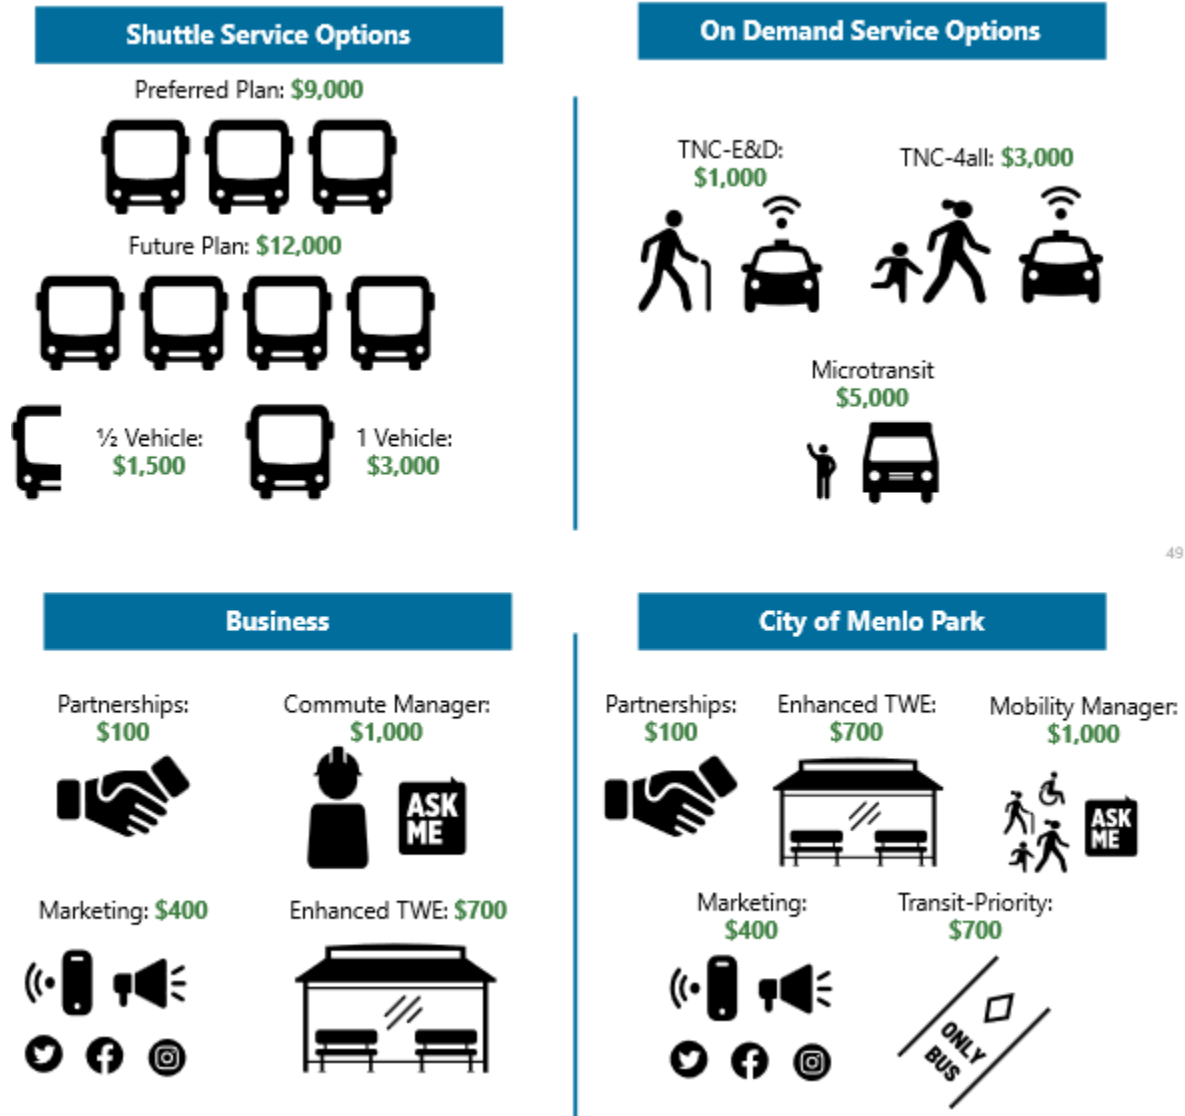 Shuttle Service Options
Preferred Plan: $9,000
Future Plan: $12,000
½ Vehicle:
$1,500
1 Vehicle:
$3,000
On Demand Service Options
TNC-E&D:
$1,000
TNC-4all: $3,000
Microtransit
$5,000
49
Business
Partnerships:
$100
Commute Manager:
$1,000
ASK
ME
Marketing: $400
Enhanced TWE: $700
City of Menlo Park
Partnerships:
$100
Enhanced TWE:
$700
Mobility Manager:
$1,000
ASK
ME
Marketing:
$400
Transit-Priority:
$700
ONLY
BUS